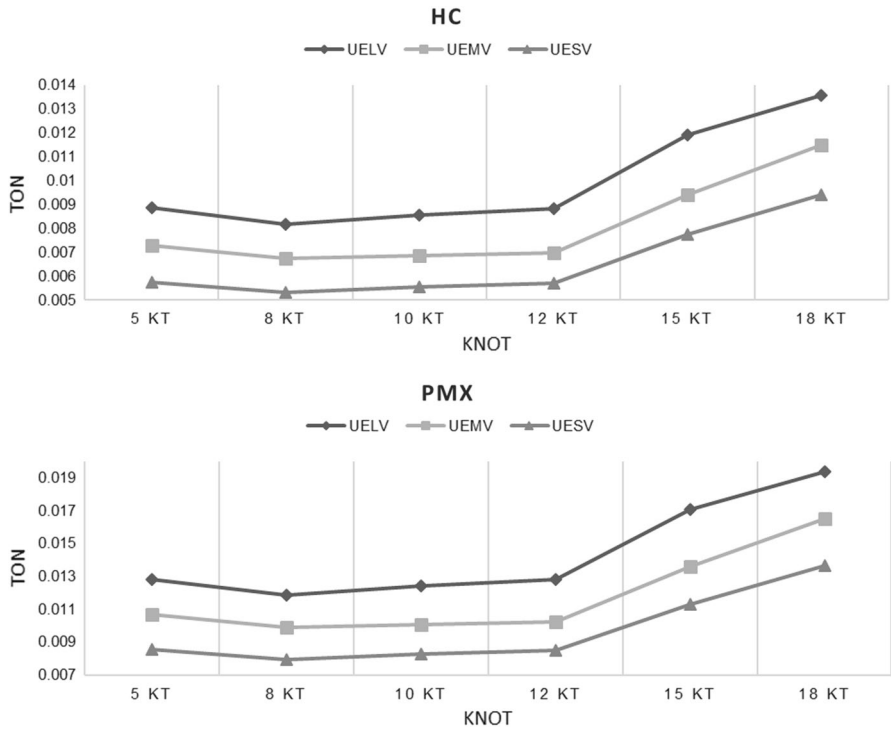 HC
UELV UEMV UESV
0.014
0.013
0.012
0.011
0.01
0.009
0.008
0.007
0.006
0.005
TON
5 KT 8 KT 10 KT 12 KT 15 KT 18 KT
KNOT
PMX
UELV UEMV UESV
0.019
0.017
0.015
0.013
0.011
0.009
0.007
TON
5 KT 8 KT 10 KT 12 KT 15 KT 18 KT
KNOT